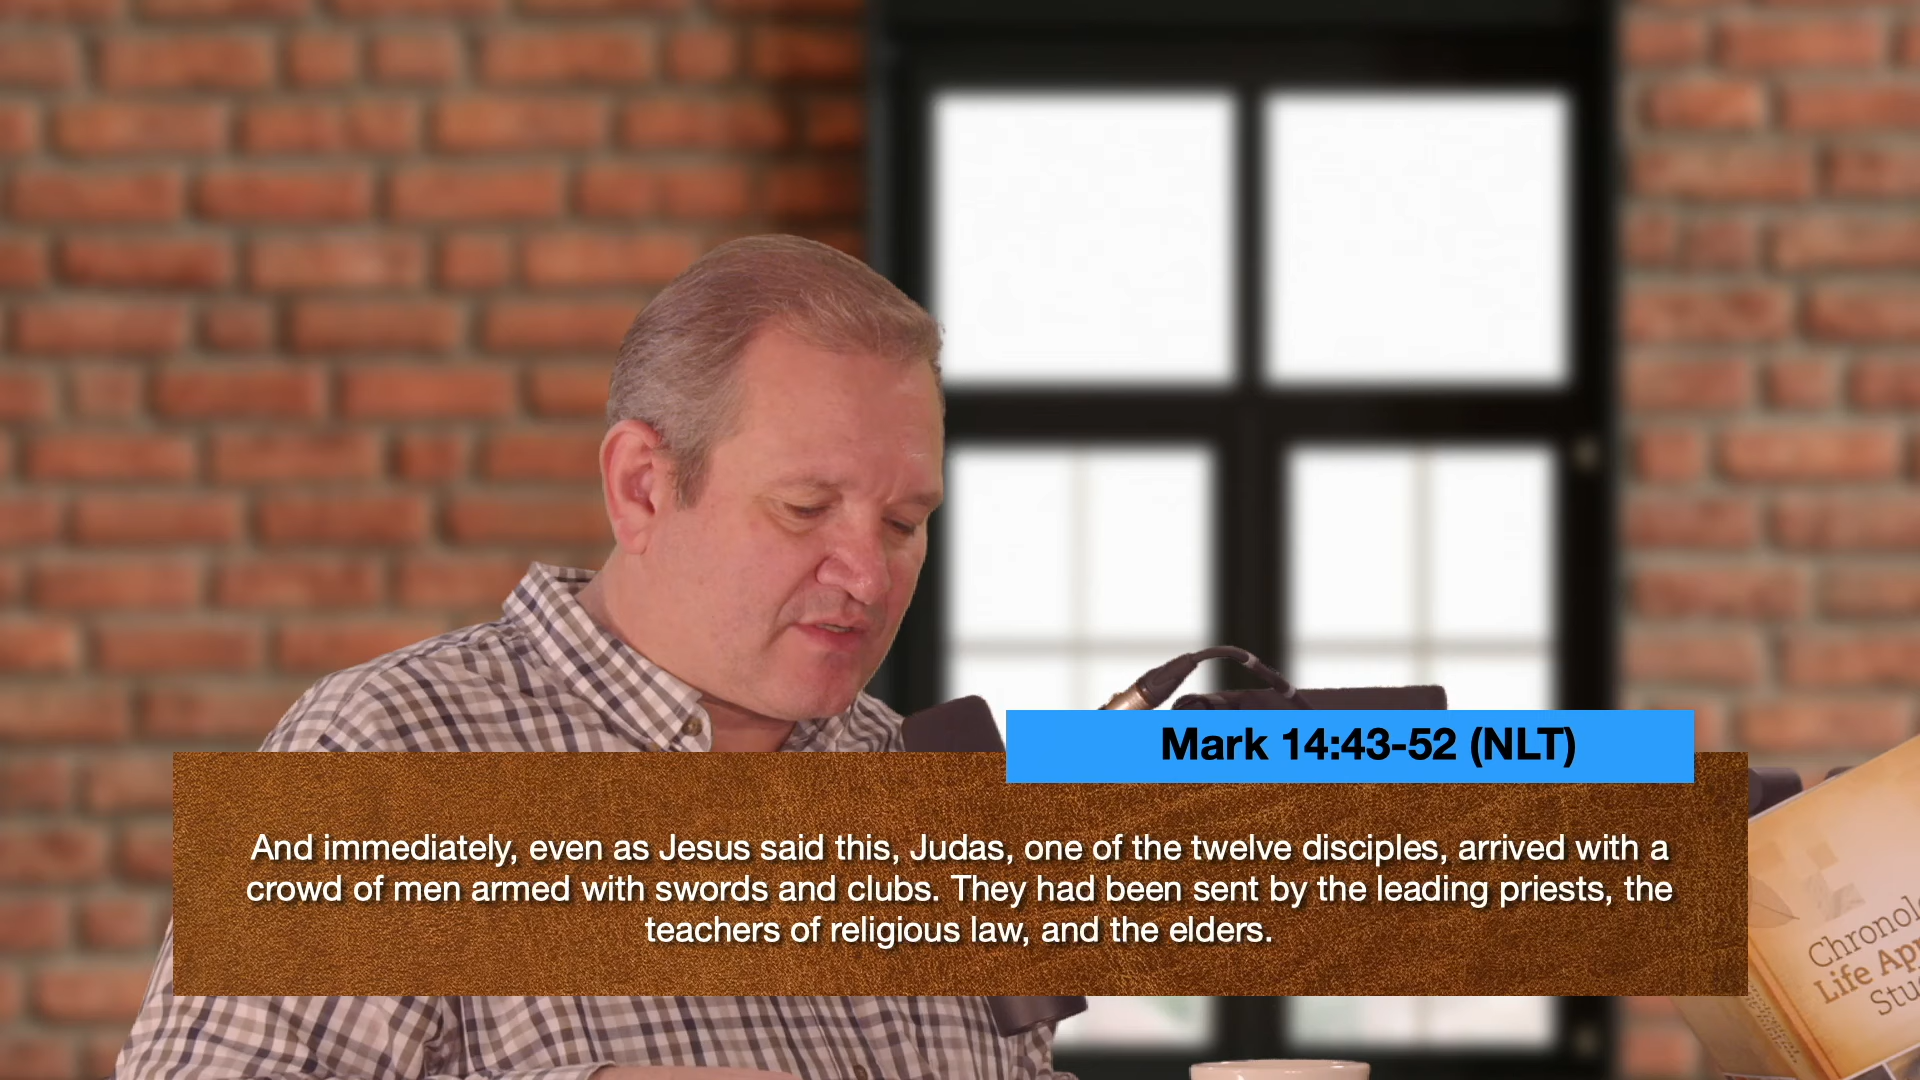 Mark 14:43-52 (NLT)
And immediately, even as Jesus said this, Judas, one of the twelve disciples, arrived with a
crowd of men armed with swords and clubs. They had been sent by the leading priests, the
teachers of religious law, and the elders.
Life